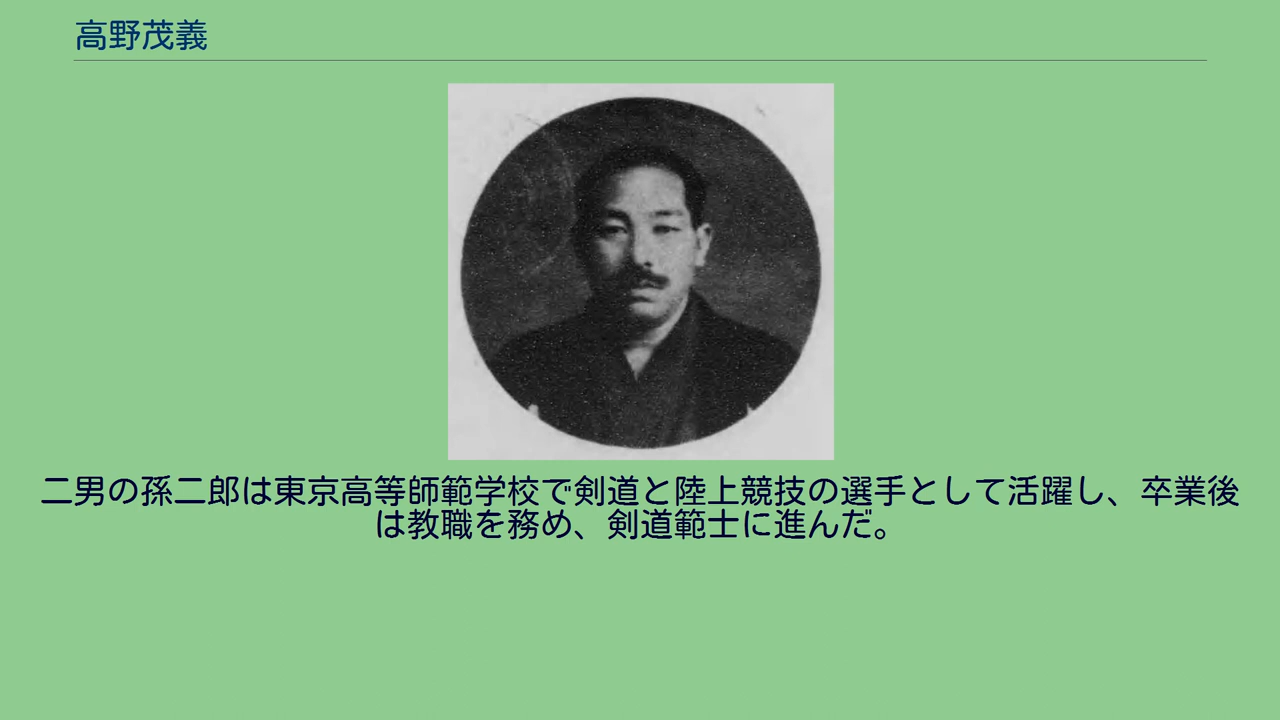 高野茂義
二男の孫二郎は東京高等師範学校で剣道と陸上競技の選手として活躍し、卒業後
は教職を務め、剣道範士に進んだ。